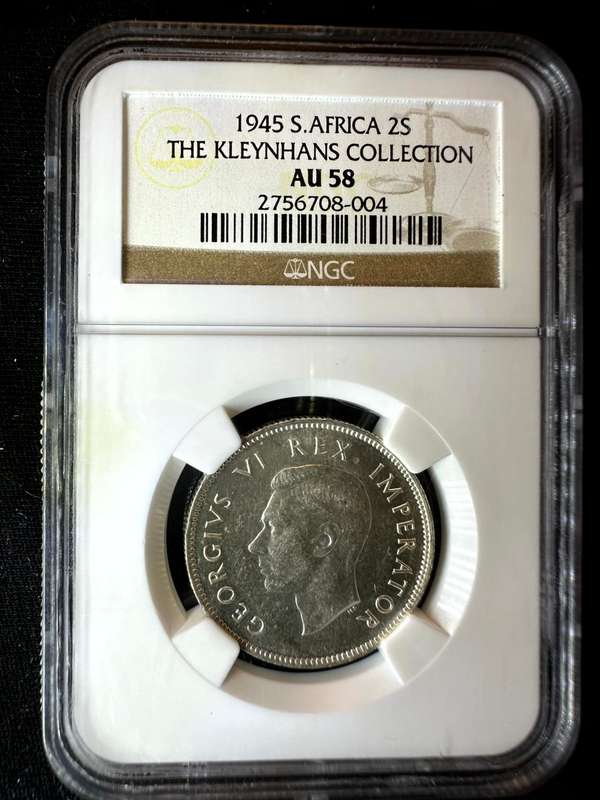 1945 S.AFRICA 2S
THE KLEYNHANS COLLECTION
AU 58
2756708-004
NGC
GEORGIVS VI REX IMPERATOR